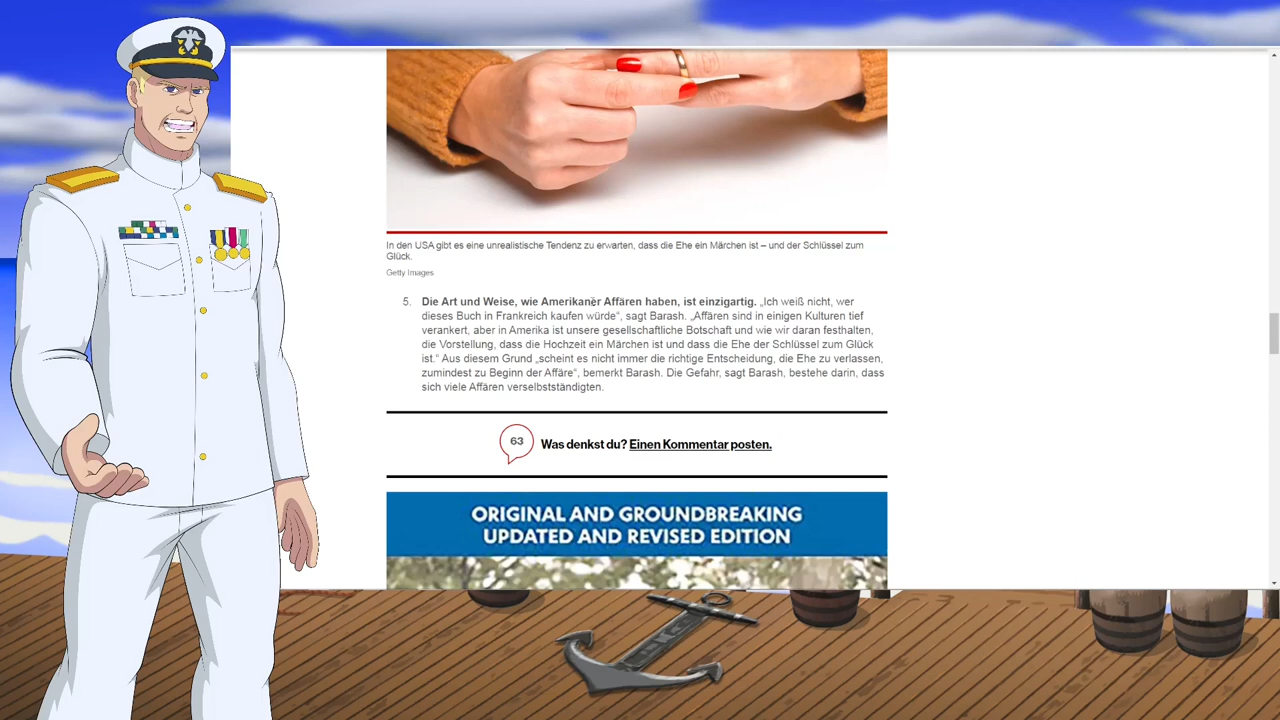 In den USA gibt es eine unrealistische Tendenz zu erwarten, dass die Ehe ein Märchen ist – und der Schlüssel zum
Glück.
Getty Images
5. Die Art und Weise, wie Amerikaner Affären haben, ist einzigartig. „Ich weiß nicht, wer
dieses Buch in Frankreich kaufen würde“, sagt Barash. „Affären sind in einigen Kulturen tief
verankert, aber in Amerika ist unsere gesellschaftliche Botschaft und wie wir daran festhalten,
die Vorstellung, dass die Hochzeit ein Märchen ist und dass die Ehe der Schlüssel zum Glück
ist.“ Aus diesem Grund „scheint es nicht immer die richtige Entscheidung, die Ehe zu verlassen,
zumindest zu Beginn der Affäre“, bemerkt Barash. Die Gefahr, sagt Barash, bestehe darin, dass
sich viele Affären verselbstständigten.
63 Was denkst du? Einen Kommentar posten.
ORIGINAL AND GROUNDBREAKING
UPDATED AND REVISED EDITION